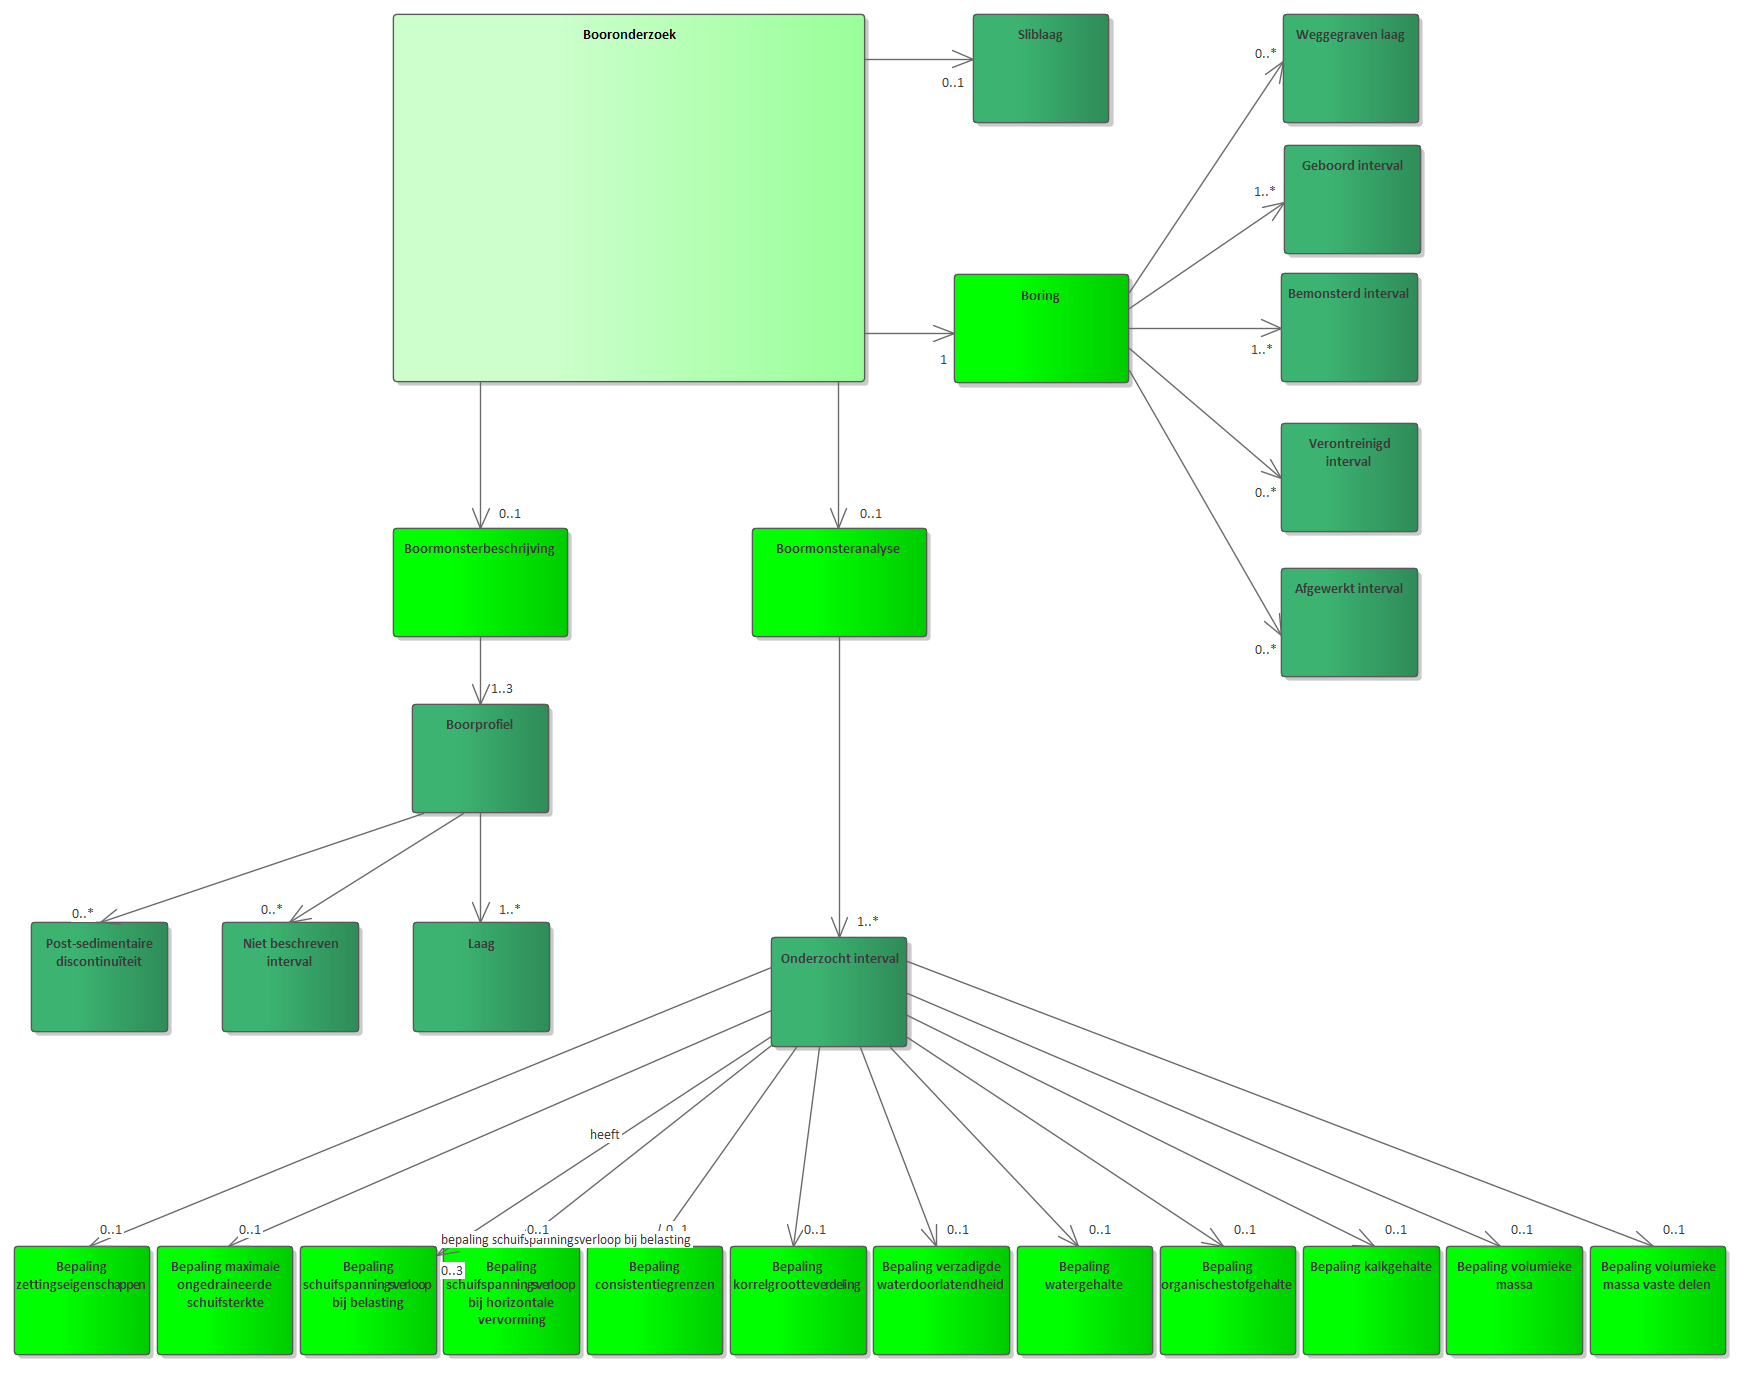 Booronderzoek
Sliblaag
Weggegraven laag
0..*
0..1
Geboord interval
1..*
Boring
Bemonsterd interval
1..*
1
Verontreinigd
interval
0..*
0..1
0..1
Boormonsterbeschrijving
Boormonsteranalyse
Afgewerkt interval
0..*
1..3
Boorprofiel
0..*
0..*
1..*
1..*
Post-sedimentaire
discontinuïteit
Niet beschreven
interval
Laag
Onderzocht interval
heeft
0..1
0..1
0..1
0..1
0..1
0..1
0..1
0..1
0..1
0..1
0..1
bepaling schuifspanningsverloop bij belasting
0..3
Bepaling
zettingseigenschappen
Bepaling maximale
ongedraineerde
schuifsterkte
Bepaling
schuifspanningsverloop
bij belasting
Bepaling
schuifspanningsverloop
bij horizontale
vervorming
Bepaling
consistentiegrenzen
Bepaling
korrelgrootteverdeling
Bepaling verzadigde
waterdoorlatendheid
Bepaling
watergehalte
Bepaling
organischestofgehalte
Bepaling kalkgehalte
Bepaling volumieke
massa
Bepaling volumieke
massa vaste delen